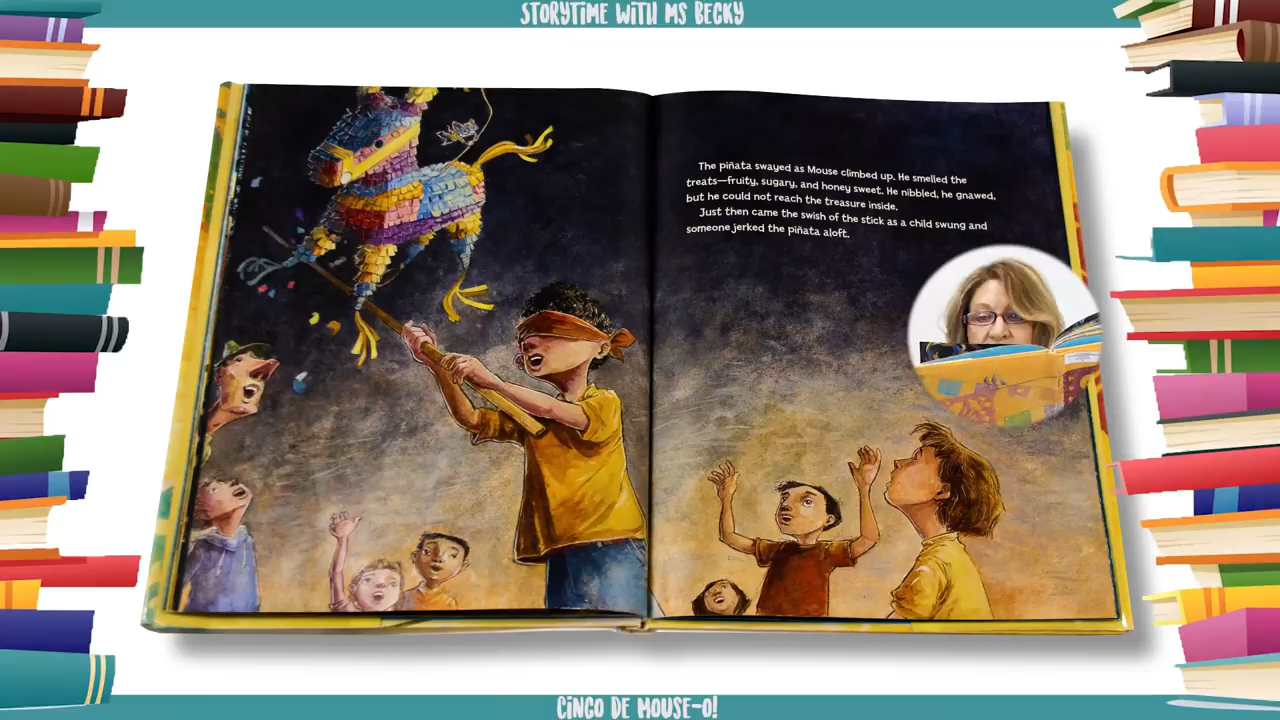 STORYTIME WITH MS BECKY
The piñata swayed as Mouse climbed up. He smelled the
treats—fruity, sugary, and honey sweet. He nibbled, he gnawed,
but he could not reach the treasure inside.
Just then came the swish of the stick as a child swung and
someone jerked the piñata aloft.
CINCO DE MOUSE-O!